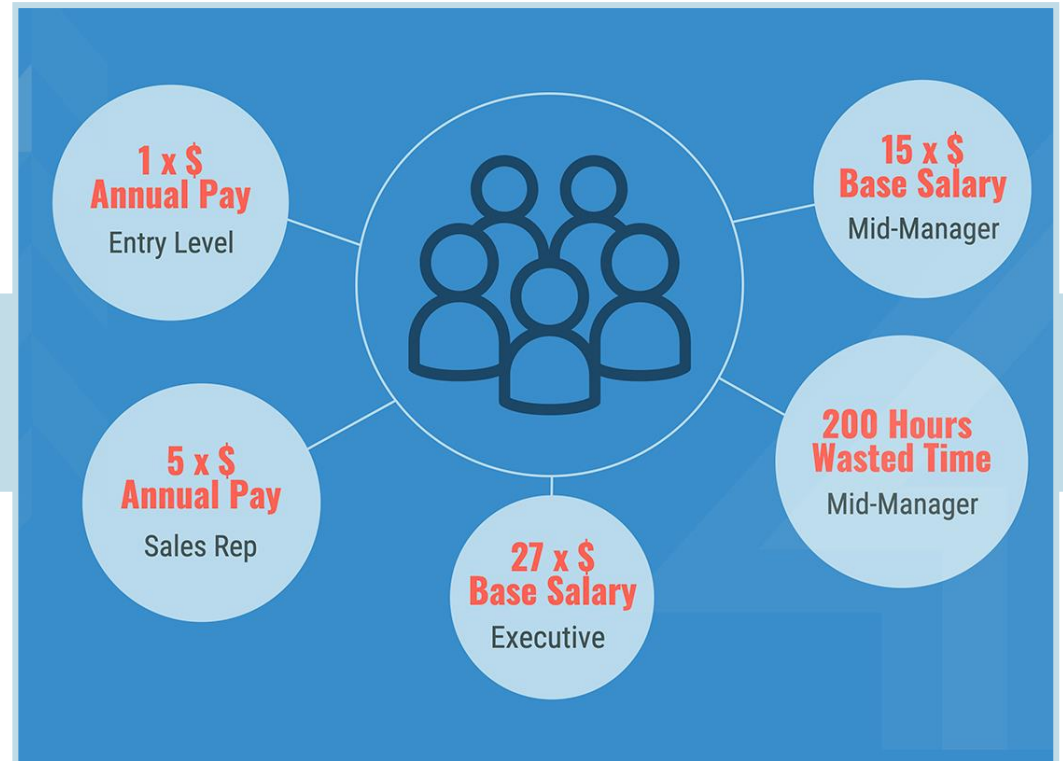 1 x $
Annual Pay
Entry Level
15 x $
Base Salary
Mid-Manager
5 x $
Annual Pay
Sales Rep
200 Hours
Wasted Time
Mid-Manager
27 x $
Base Salary
Executive